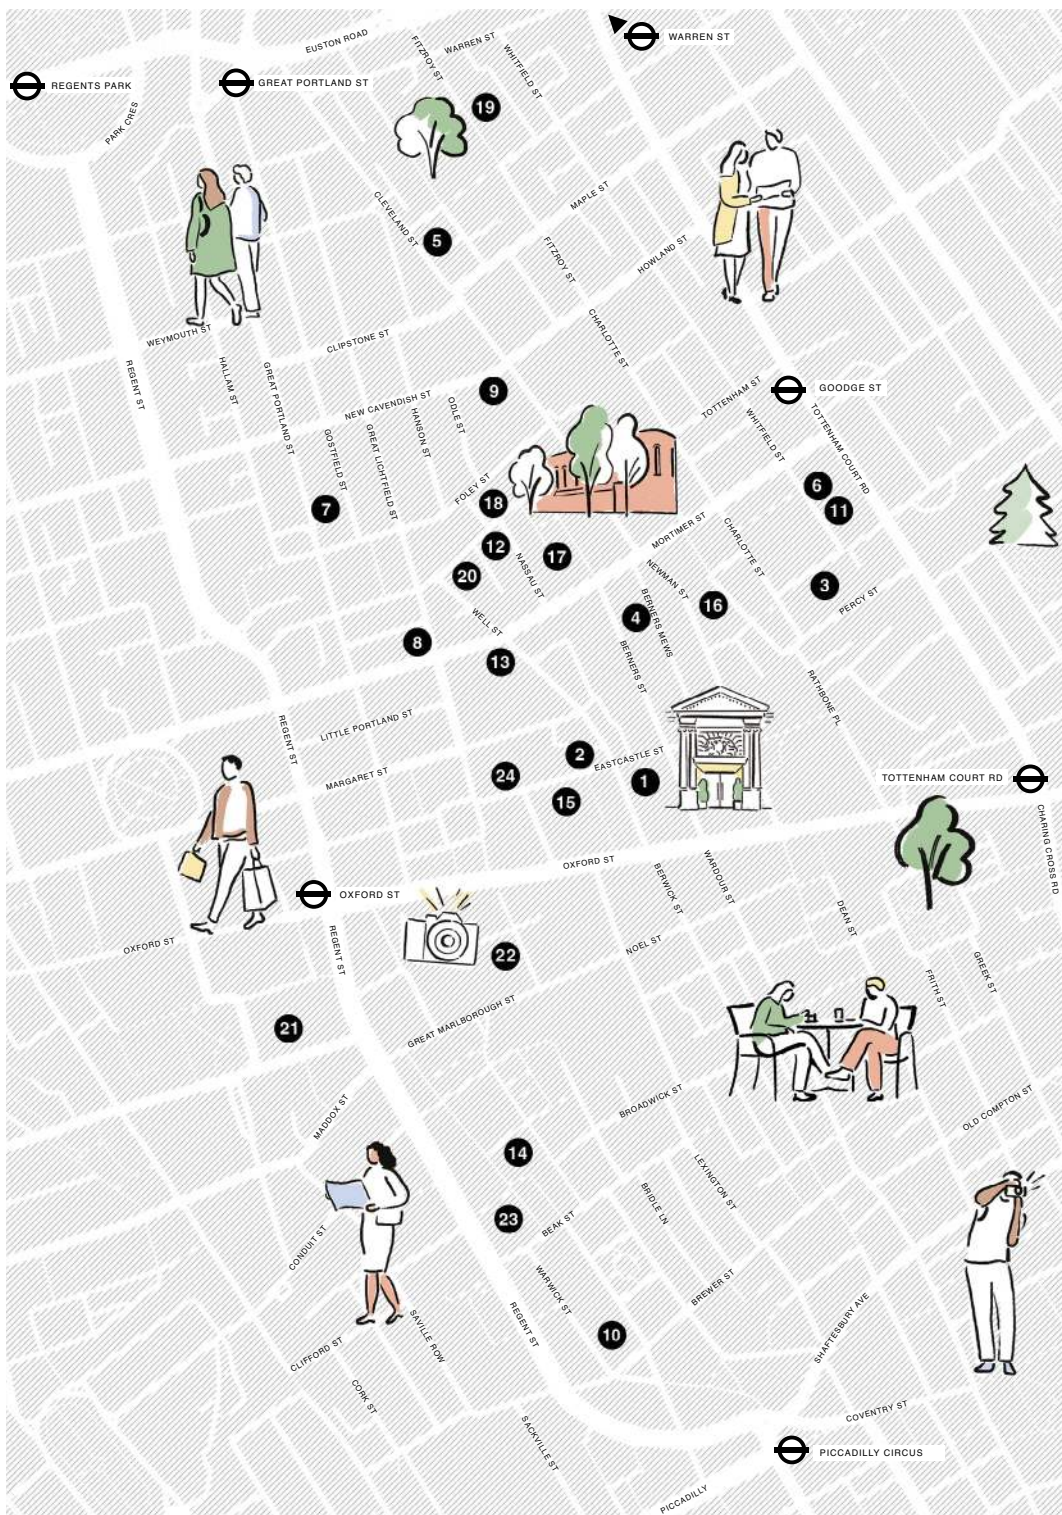 EUSTON ROAD
FITZROY ST
WARREN ST
WHITFIELD ST
WARREN ST
REGENTS PARK
GREAT PORTLAND ST
PARK CRES
19
CLEVELAND ST
5
MAPLE ST
FITZROY ST
HOWLAND ST
WEYMOUTH ST
CLIPSTONE ST
CHARLOTTE ST
REGENT ST
HALLAM ST
GREAT PORTLAND ST
NEW CAVENDISH ST
9
TOTTENHAM ST
GOODGE ST
GOSTFIELD ST
GREAT LICHTFIELD ST
HANSON ST
ODLE ST
WHITFIELD ST
TOTTENHAM COURT RD
FOLEY ST
6
7
18
11
MORTIMER ST
CHARLOTTE ST
12
17
20
NASSAU ST
NEWMAN ST
3
PERCY ST
16
4
BERNERS MEWS
WELL ST
8
13
BERNERS ST
RATHBONE PL
REGENT ST
LITTLE PORTLAND ST
2
EASTCASTLE ST
MARGARET ST
24
1
TOTTENHAM COURT RD
15
CHARING CROSS RD
OXFORD ST
BERWICK ST
WARDOUR ST
OXFORD ST
DEAN ST
OXFORD ST
REGENT ST
22
NOEL ST
GREEK ST
FRITH ST
21
GREAT MARLBOROUGH ST
MADDOX ST
BROADWICK ST
OLD COMPTON ST
14
LEXINGTON ST
BRIDLE LN
23
BEAK ST
CONDUIT ST
WARWICK ST
BREWER ST
REGENT ST
SAVILLE ROW
10
SHAFTESBURY AVE
CLIFFORD ST
CORK ST
COVENTRY ST
SACKVILLE ST
PICCADILLY CIRCUS
PICCADILLY